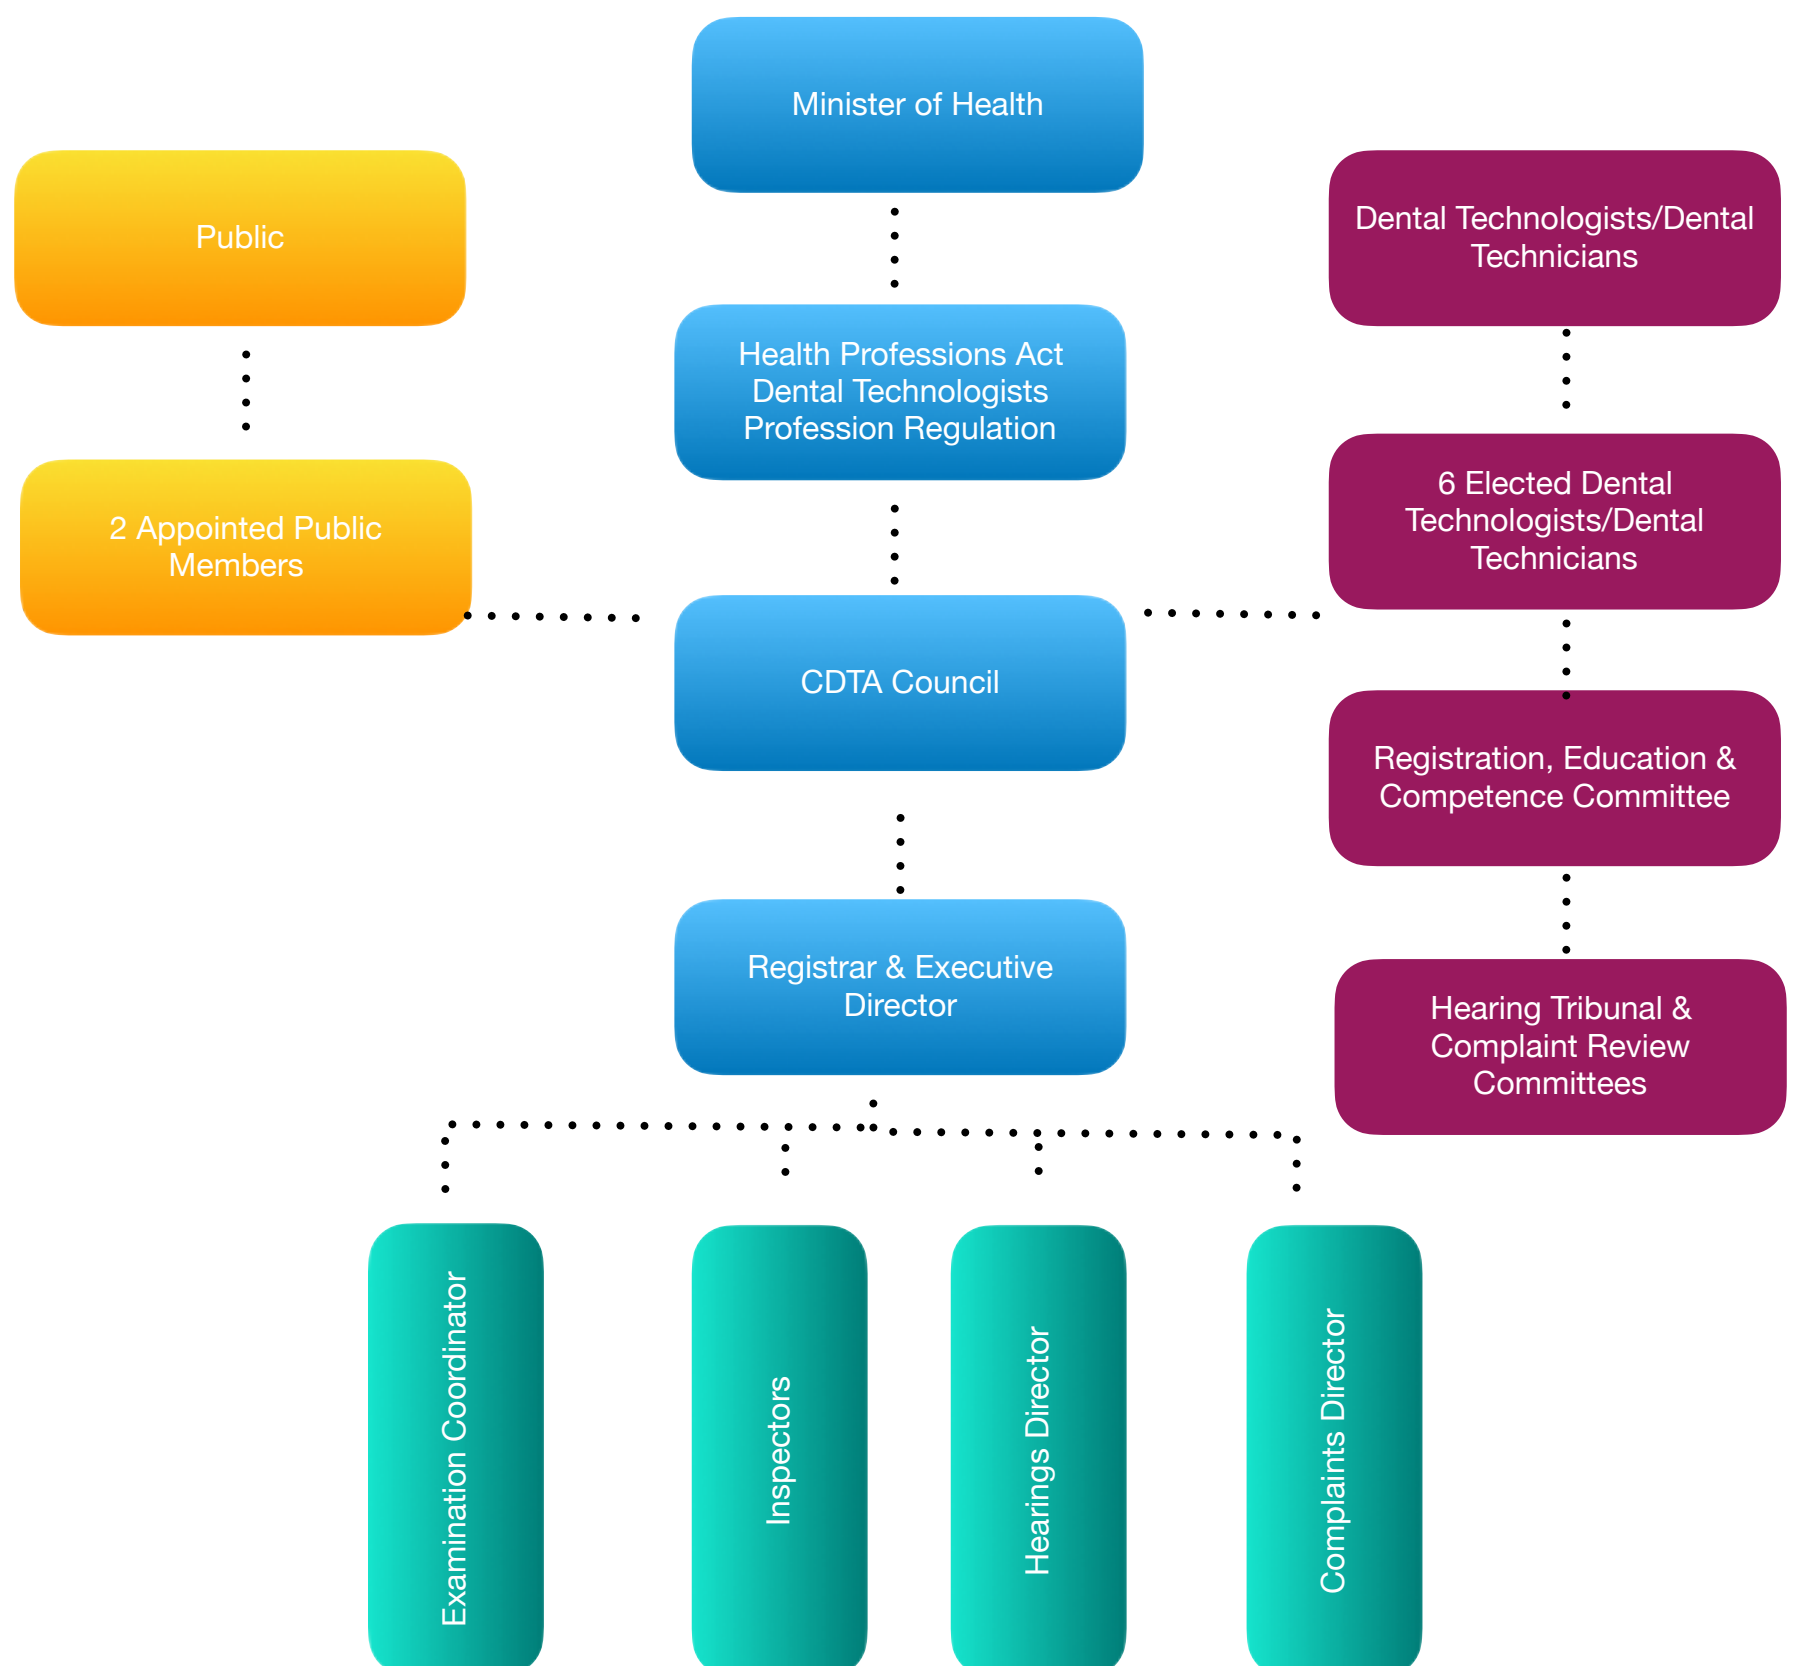 Minister of Health
Public
Dental Technologists/Dental
Technicians
Health Professions Act
Dental Technologists
Profession Regulation
2 Appointed Public
Members
6 Elected Dental
Technologists/Dental
Technicians
CDTA Council
Registration, Education &
Competence Committee
Registrar & Executive
Director
Hearing Tribunal &
Complaint Review
Committees
Examination Coordinator
Inspectors
Hearings Director
Complaints Director